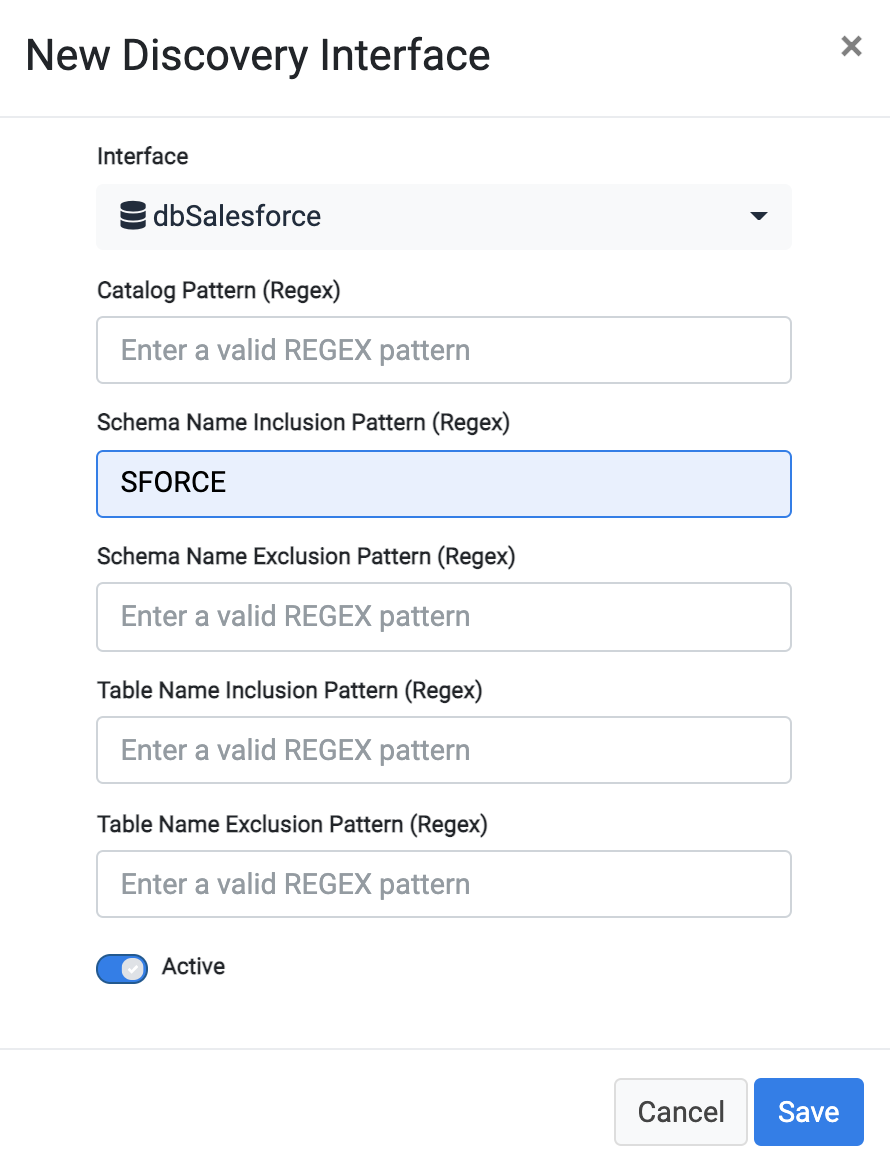 New Discovery Interface
×
Interface
dbSalesforce
Catalog Pattern (Regex)
Enter a valid REGEX pattern
Schema Name Inclusion Pattern (Regex)
SFORCE
Schema Name Exclusion Pattern (Regex)
Enter a valid REGEX pattern
Table Name Inclusion Pattern (Regex)
Enter a valid REGEX pattern
Table Name Exclusion Pattern (Regex)
Enter a valid REGEX pattern
Active
Cancel Save